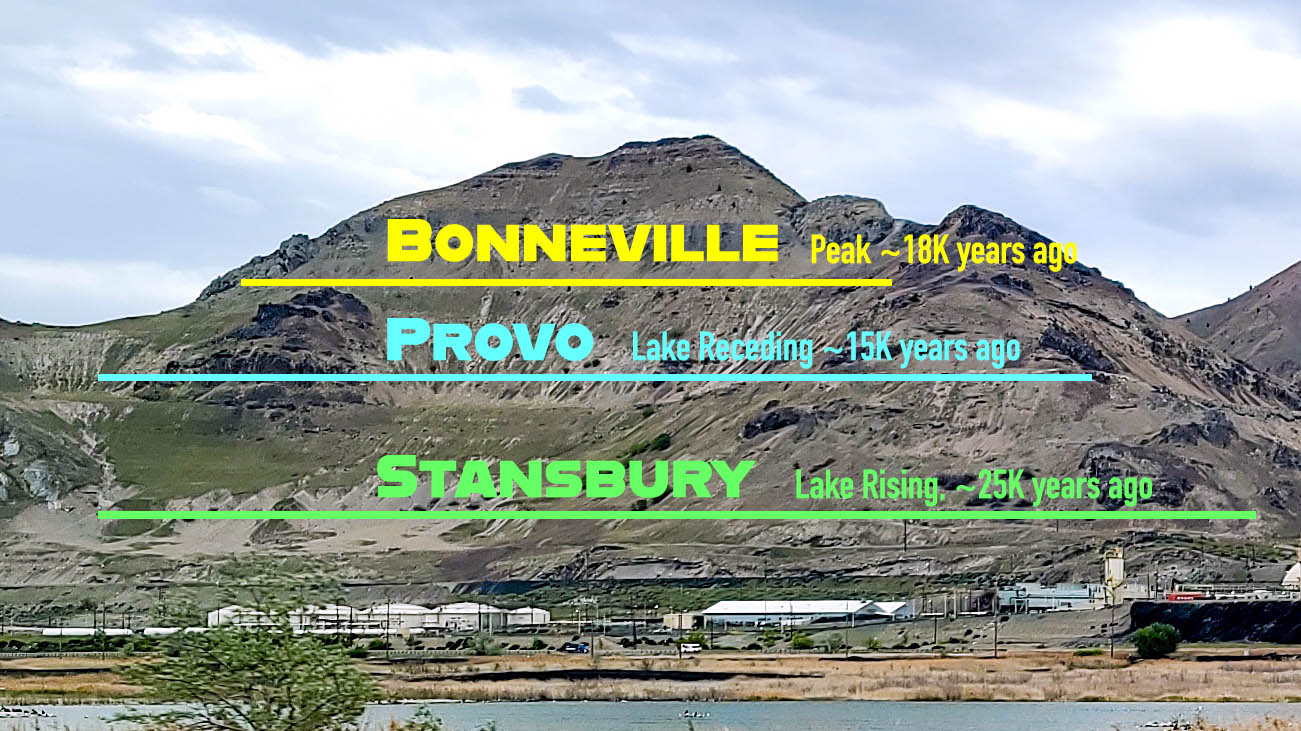 BONNEVILLE Peak ~18K years ago
PROVO Lake Receding ~15K years ago
STANSBURY Lake Rising. ~25K years ago